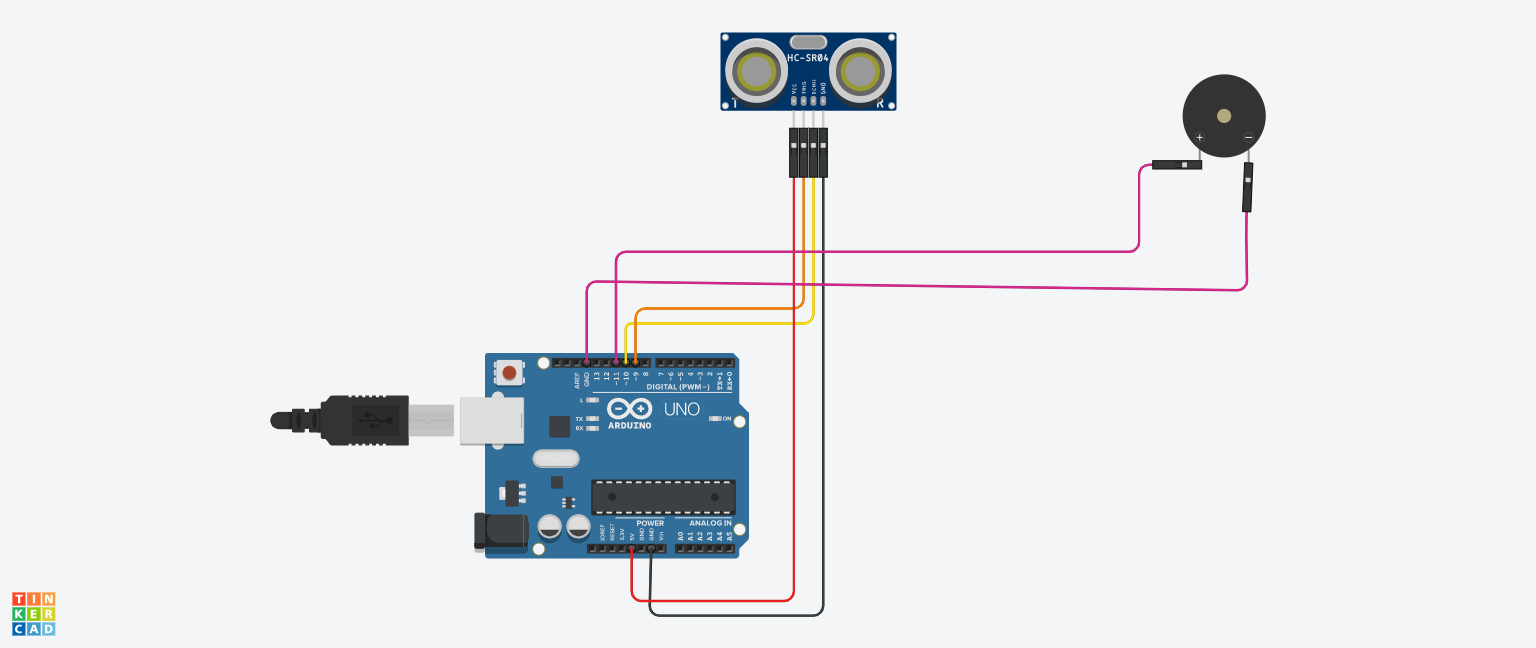 HC-SR04
VCC
TRIG
ECHO
GND
T
R
+
−
AREF
GND
13
12
~11
~10
~9
8
7
~6
~5
4
~3
2
TX→1
RX←0
DIGITAL (PWM~)
L
TX
RX
ARDUINO
UNO
ON
POWER
ANALOG IN
IOREF
RESET
3.3V
5V
GND
GND
Vin
A0
A1
A2
A3
A4
A5
TIN
KER
CAD